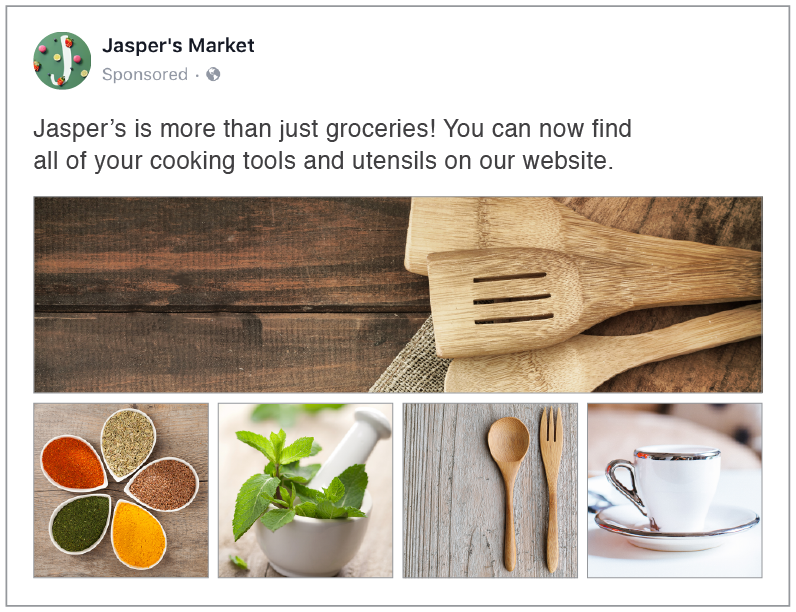 Jasper's Market
Sponsored ·
Jasper’s is more than just groceries! You can now find
all of your cooking tools and utensils on our website.